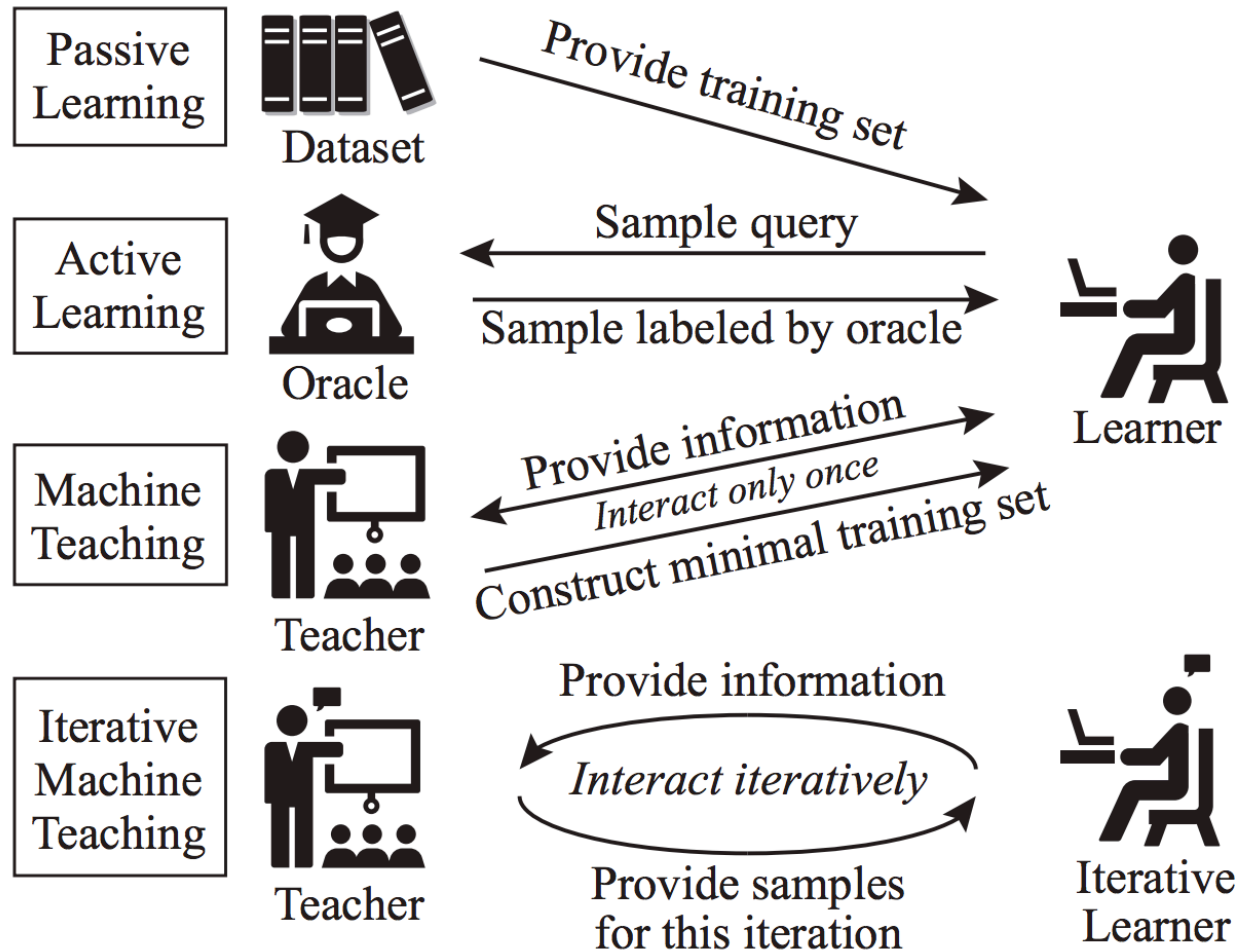 Passive
Learning
Dataset
Provide training set
Active
Learning
Oracle
Sample query
Sample labeled by oracle
Learner
Machine
Teaching
Teacher
Provide information
Interact only once
Construct minimal training set
Iterative
Machine
Teaching
Teacher
Provide information
Interact iteratively
Provide samples
for this iteration
Iterative
Learner